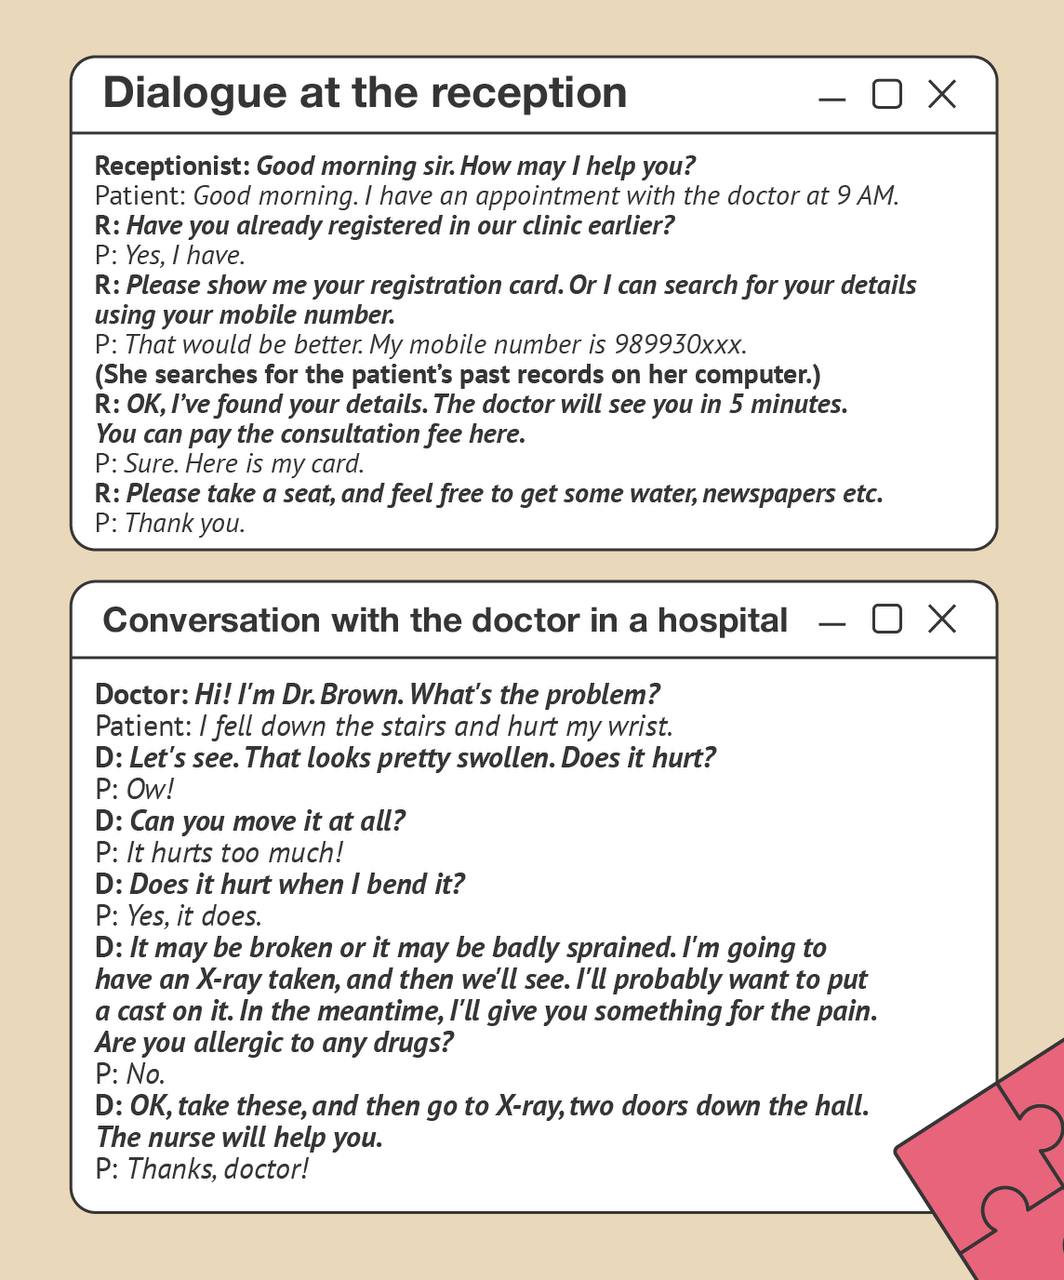 Dialogue at the reception
Receptionist: Good morning sir. How may I help you?
Patient: Good morning. I have an appointment with the doctor at 9 AM.
R: Have you already registered in our clinic earlier?
P: Yes, I have.
R: Please show me your registration card. Or I can search for your details
using your mobile number.
P: That would be better. My mobile number is 989930xxx.
(She searches for the patient’s past records on her computer.)
R: OK, I’ve found your details. The doctor will see you in 5 minutes.
You can pay the consultation fee here.
P: Sure. Here is my card.
R: Please take a seat, and feel free to get some water, newspapers etc.
P: Thank you.
Conversation with the doctor in a hospital
Doctor: Hi! I'm Dr. Brown. What's the problem?
Patient: I fell down the stairs and hurt my wrist.
D: Let's see. That looks pretty swollen. Does it hurt?
P: Ow!
D: Can you move it at all?
P: It hurts too much!
D: Does it hurt when I bend it?
P: Yes, it does.
D: It may be broken or it may be badly sprained. I'm going to
have an X-ray taken, and then we'll see. I'll probably want to put
a cast on it. In the meantime, I'll give you something for the pain.
Are you allergic to any drugs?
P: No.
D: OK, take these, and then go to X-ray, two doors down the hall.
The nurse will help you.
P: Thanks, doctor!